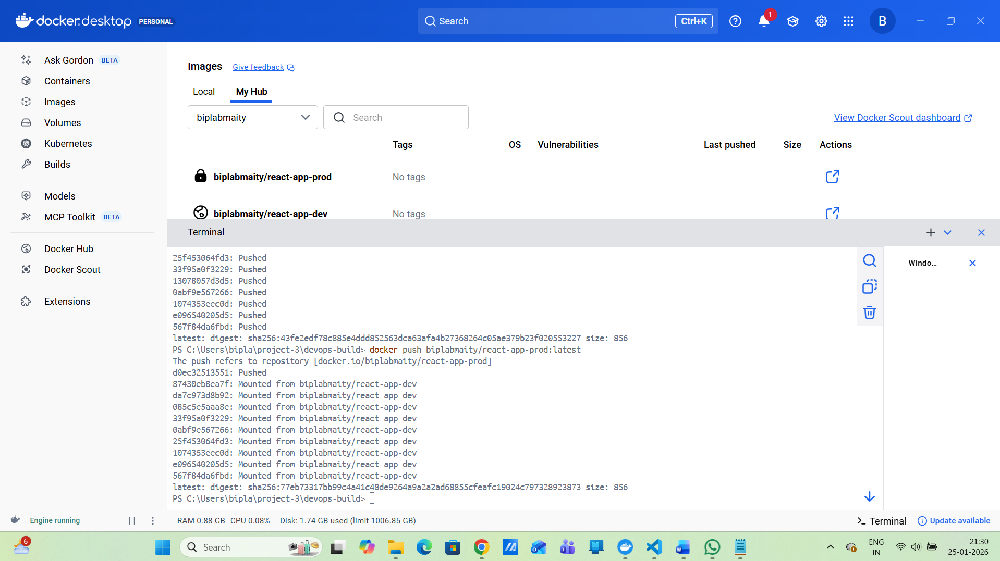 docker.desktop PERSONAL
Search
Ctrl+K
1
B
Ask Gordon BETA
Containers
Images
Volumes
Kubernetes
Builds
Models
MCP Toolkit BETA
Docker Hub
Docker Scout
Extensions
Images Give feedback
Local My Hub
biplabmaity
Search
View Docker Scout dashboard
Tags OS Vulnerabilities Last pushed Size Actions
biplabmaity/react-app-prod No tags
biplabmaity/react-app-dev No tags
Terminal
25f453064fd3: Pushed
33f95a0f3229: Pushed
13078057d3d5: Pushed
0abf9e567266: Pushed
1074353eec0d: Pushed
e096540205d5: Pushed
567f84da6fbd: Pushed
latest: digest: sha256:43fe2edf78c885e4ddd852563dca63afa4b27368264c05ae379b23f020553227 size: 856
PS C:\Users\bipla\project-3\devops-build> docker push biplabmaity/react-app-prod:latest
The push refers to repository [docker.io/biplabmaity/react-app-prod]
d0ec32513551: Pushed
87430eb8ea7f: Mounted from biplabmaity/react-app-dev
da7c973d8b92: Mounted from biplabmaity/react-app-dev
085c5e5aaa8e: Mounted from biplabmaity/react-app-dev
33f95a0f3229: Mounted from biplabmaity/react-app-dev
0abf9e567266: Mounted from biplabmaity/react-app-dev
25f453064fd3: Mounted from biplabmaity/react-app-dev
1074353eec0d: Mounted from biplabmaity/react-app-dev
e096540205d5: Mounted from biplabmaity/react-app-dev
567f84da6fbd: Mounted from biplabmaity/react-app-dev
latest: digest: sha256:77eb73317bb99c4a41c48de9264a9a2a2ad68855cfeafc19024c797328923873 size: 856
PS C:\Users\bipla\project-3\devops-build>
Windo...
Engine running
RAM 0.88 GB CPU 0.08% Disk: 1.74 GB used (limit 1006.85 GB)
Terminal
Update available
6
Search
ENG
IN
21:30
25-01-2026